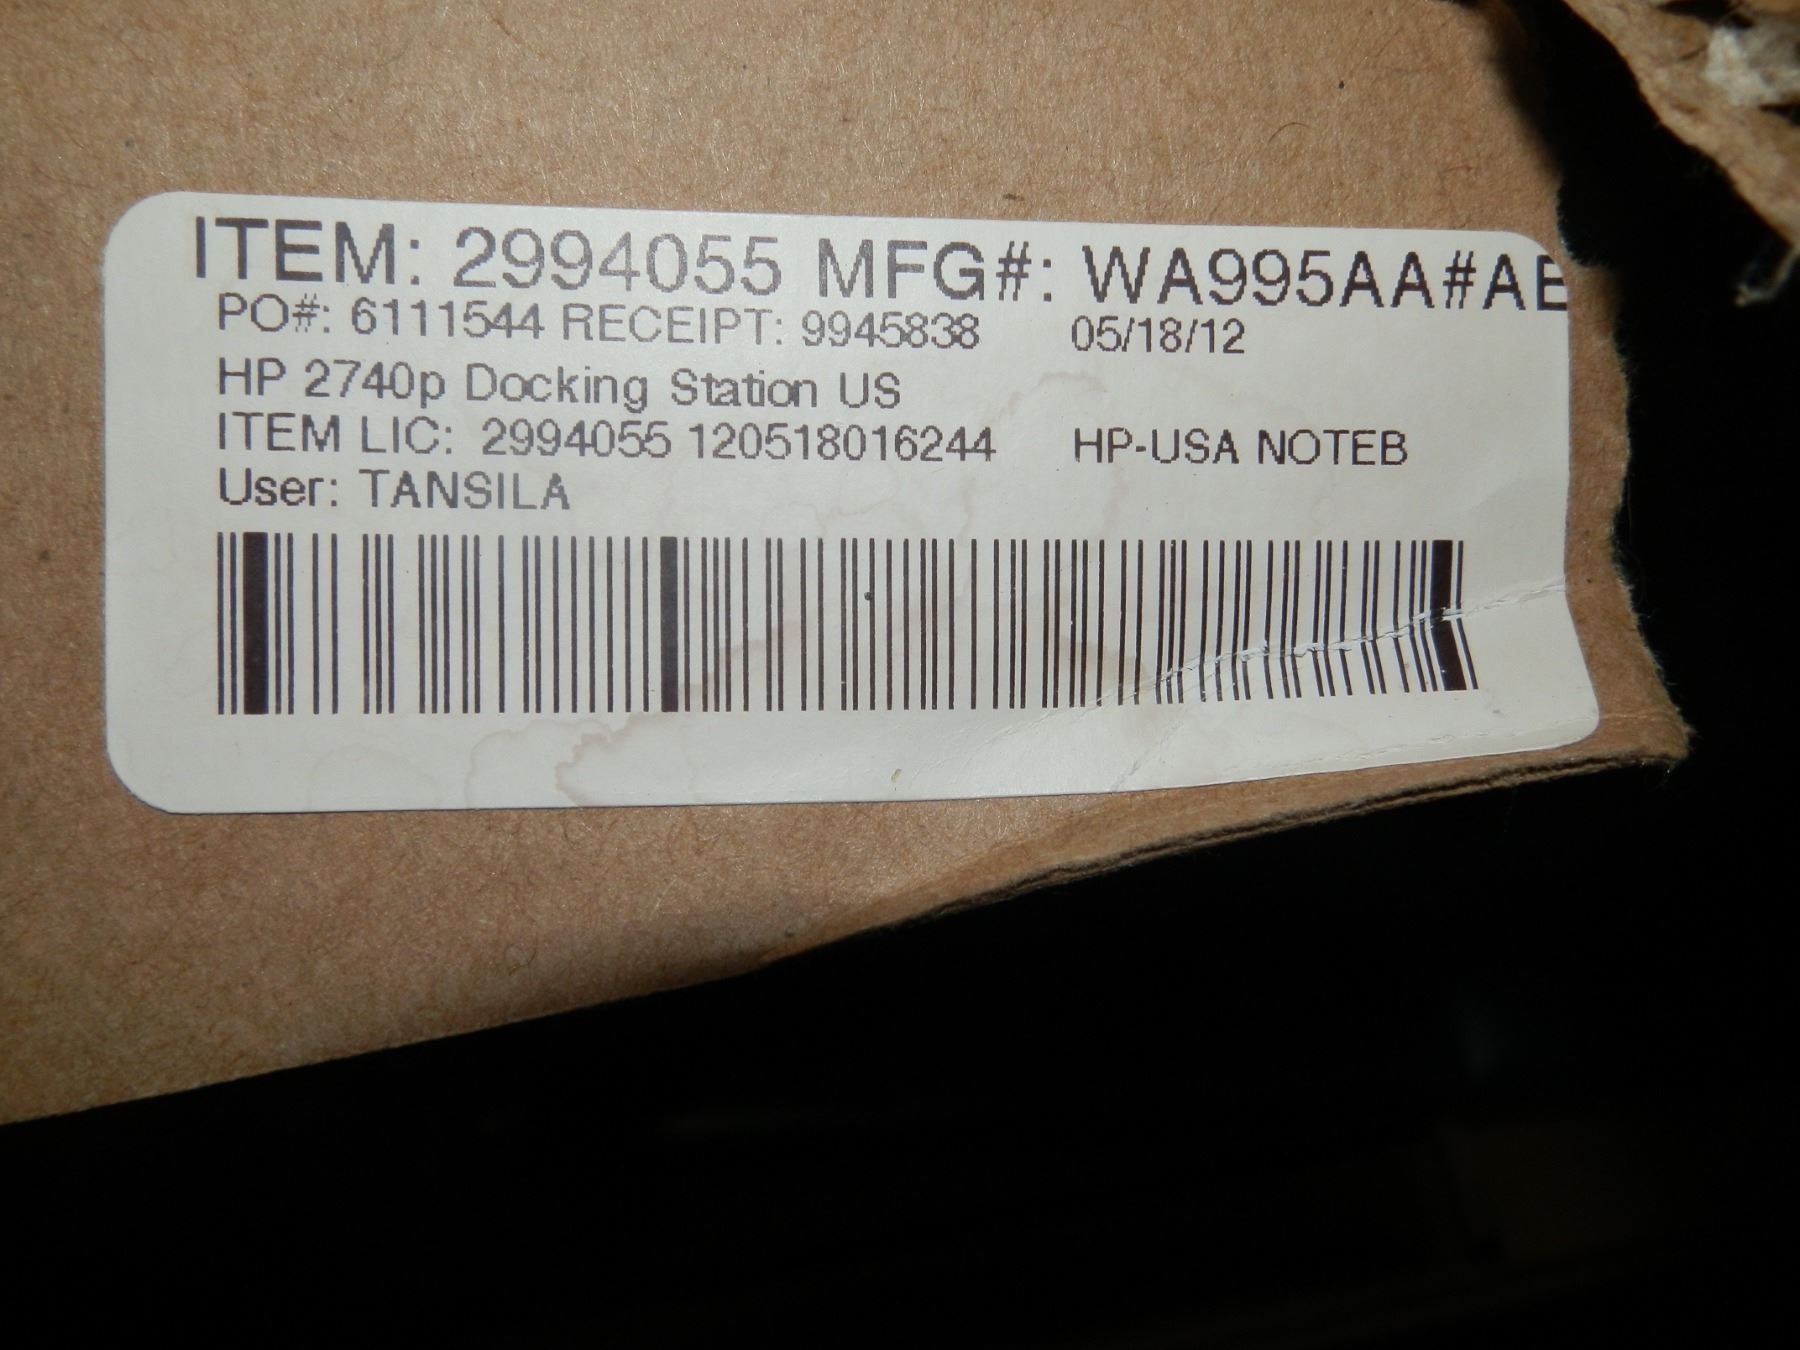 ITEM: 2994055 MFG#: WA995AA#AB
PO#: 6111544 RECEIPT: 9945838 05/18/12
HP 2740p Docking Station US
ITEM LIC: 2994055 120518016244 HP-USA NOTEB
User: TANSILA